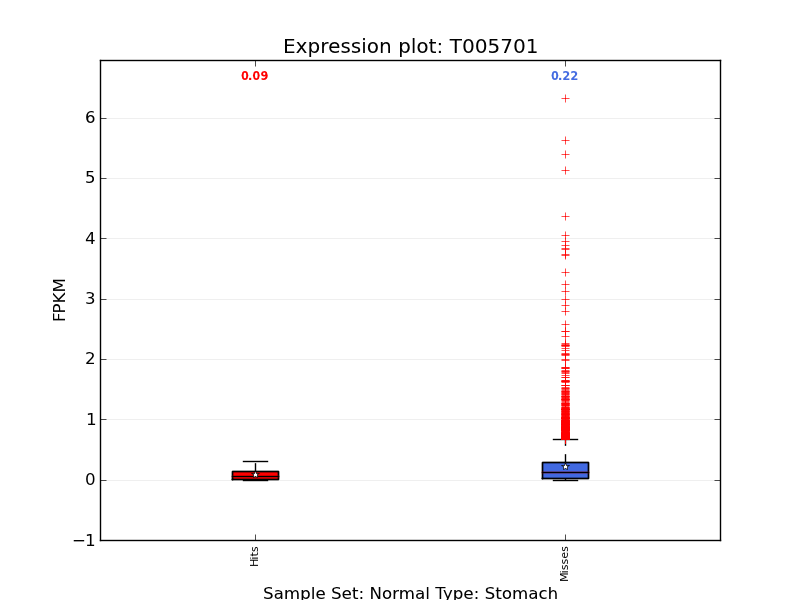 Expression plot: T005701
0.09 0.22
6
5
4
3
2
1
0
−1
FPKM
Hits Misses
Sample Set: Normal Type: Stomach